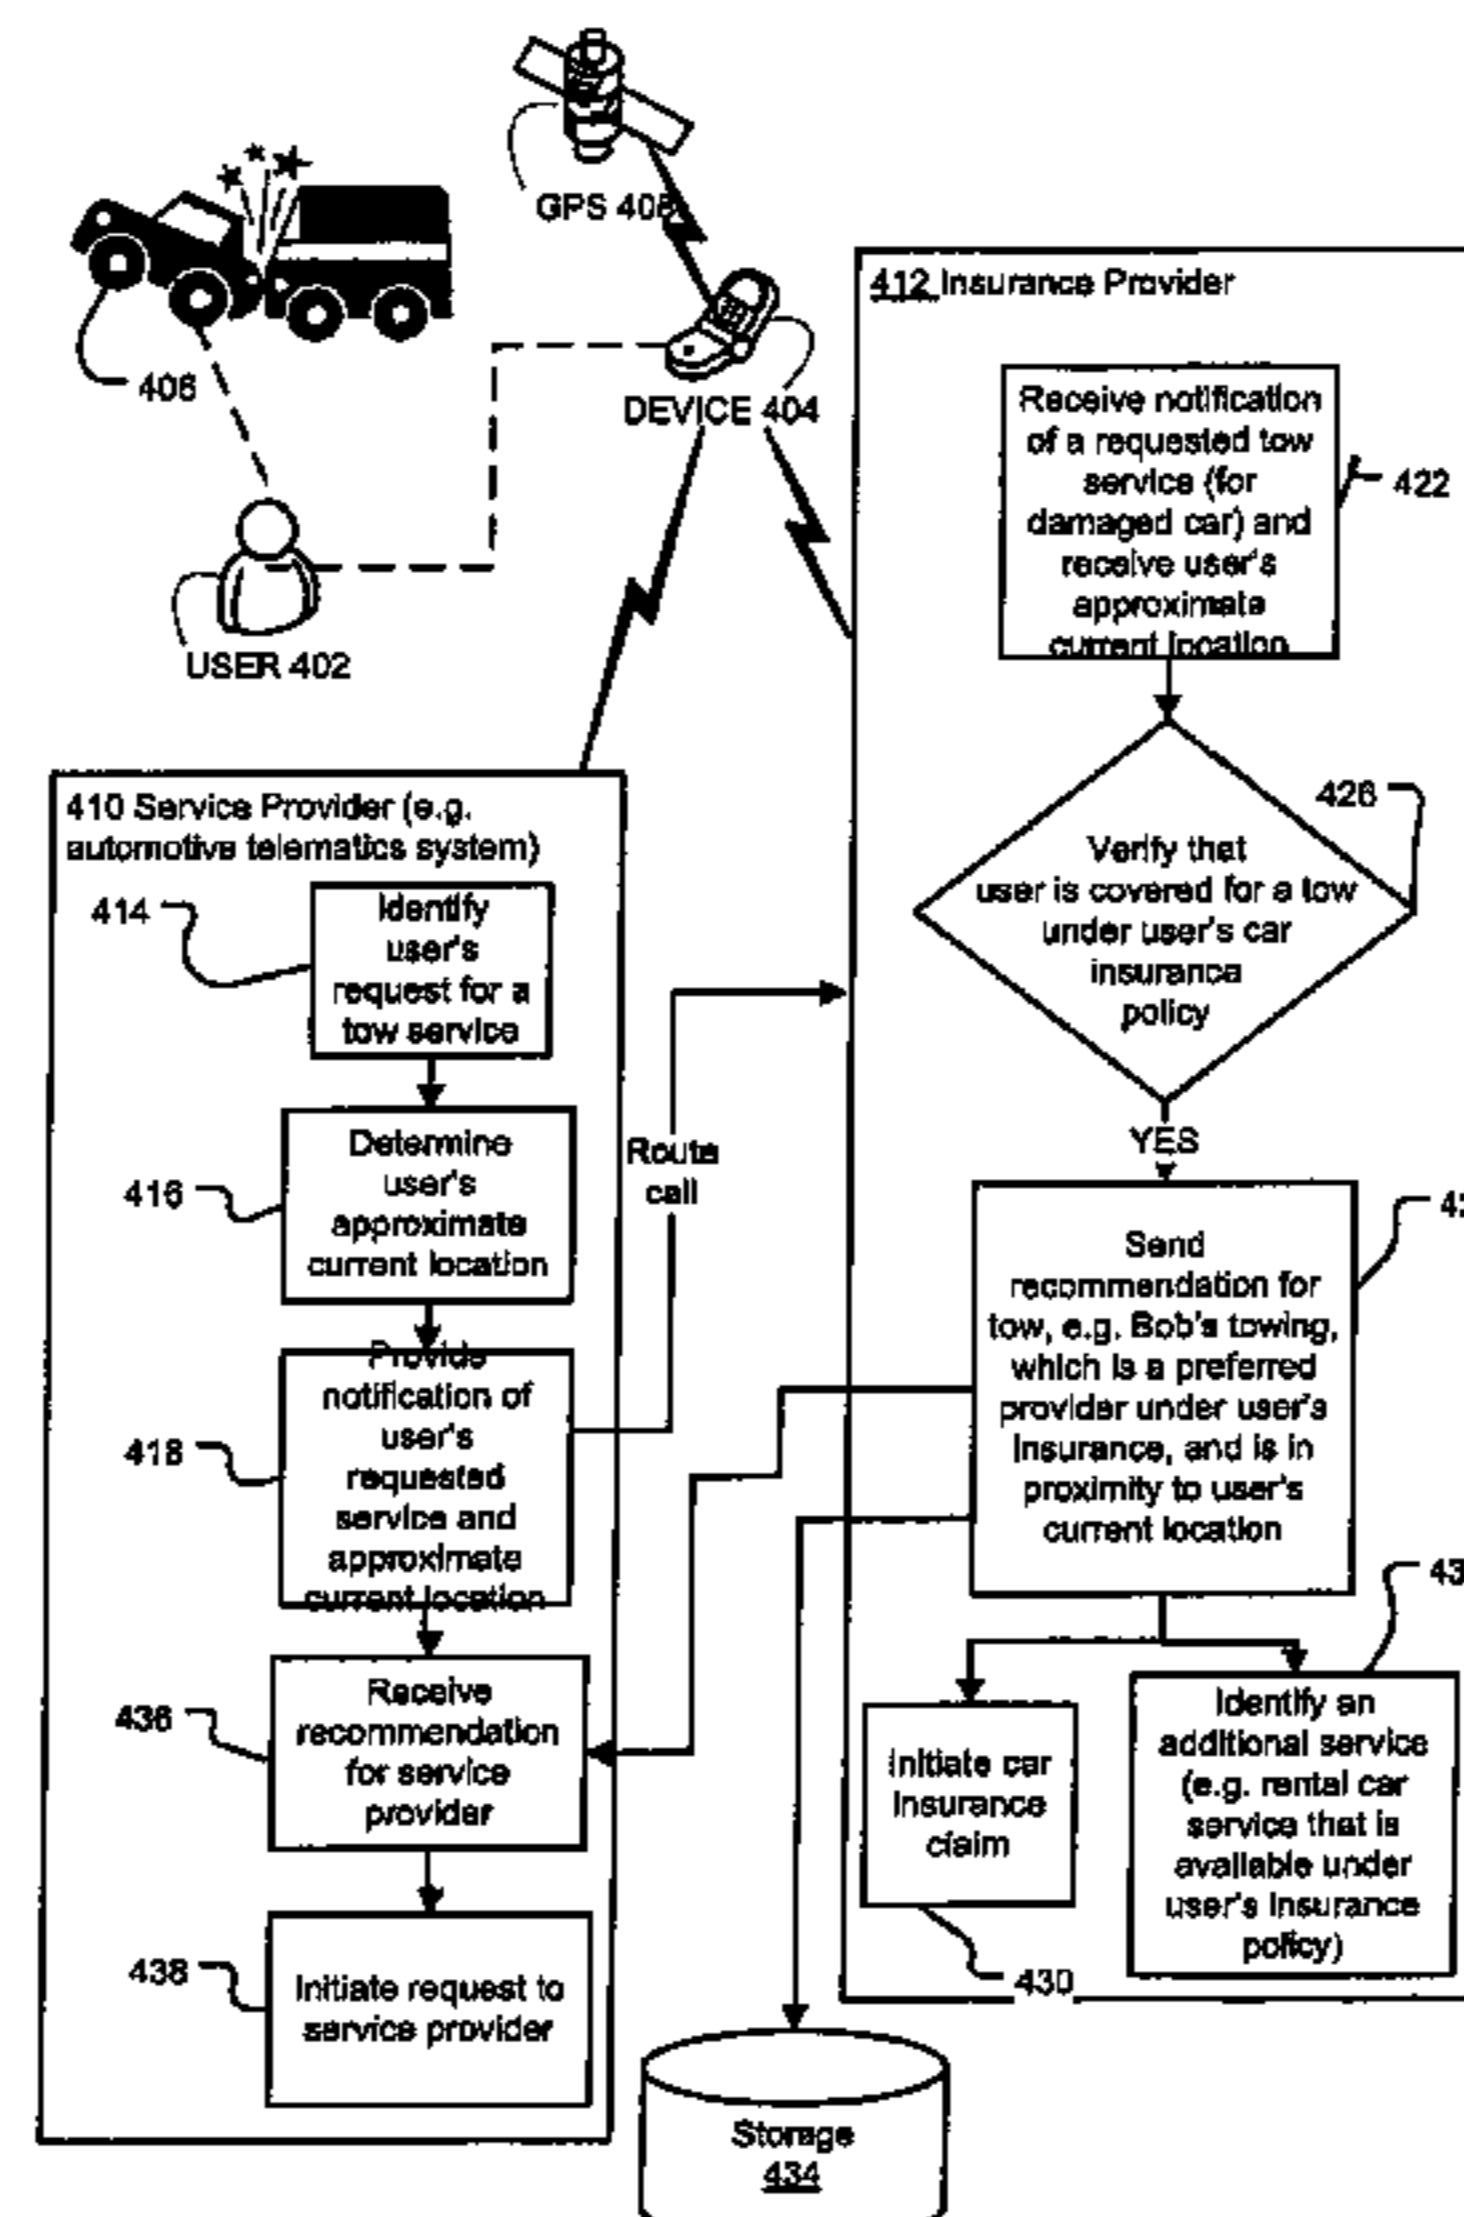 GPS 408
406
DEVICE 404
USER 402
412 Insurance Provider
Receive notification
of a requested tow
service (for
damaged car) and
receive user's
approximate
current location
422
426
Verify that
user is covered for a tow
under user's car
insurance
policy
YES
Send
recommendation for
tow, e.g. Bob's towing,
which is a preferred
provider under user's
Insurance, and is in
proximity to user's
current location
Initiate car
Insurance
claim
430
Identify an
additional service
(e.g. rental car
service that is
available under
user's Insurance
policy)
410 Service Provider (e.g.
automotive telematics system)
414
Identify
user's
request for a
tow service
416
Determine
user's
approximate
current location
Route
call
418
Provide
notification of
user's
requested
service and
approximate
current location
436
Receive
recommendation
for service
provider
438
Initiate request to
service provider
Storage
434